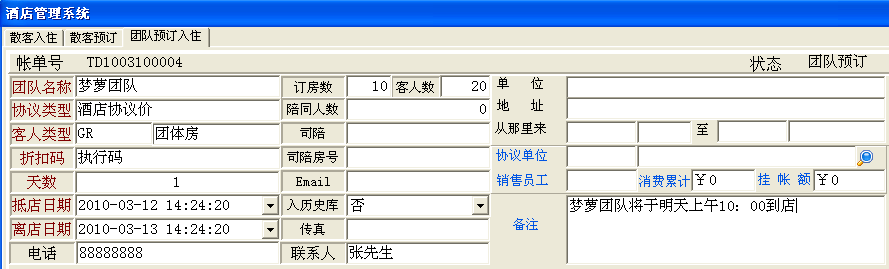 酒店管理系统
散客入住 散客预订 团队预订入住
帐单号 TD1003100004 状态 团队预订
团队名称 梦萝团队 订房数 10 客人数 20 单 位
协议类型 酒店协议价 陪同人数 0 地 址
客人类型 GR 团体房 司陪 从那里来 至
折扣码 执行码 司陪房号 协议单位
天数 1 Email 销售员工 消费累计 ￥0 挂 帐 额 ￥0
抵店日期 2010-03-12 14:24:20 入历史库 否 备注 梦萝团队将于明天上午10：00到店
离店日期 2010-03-13 14:24:20 传真
电话 88888888 联系人 张先生